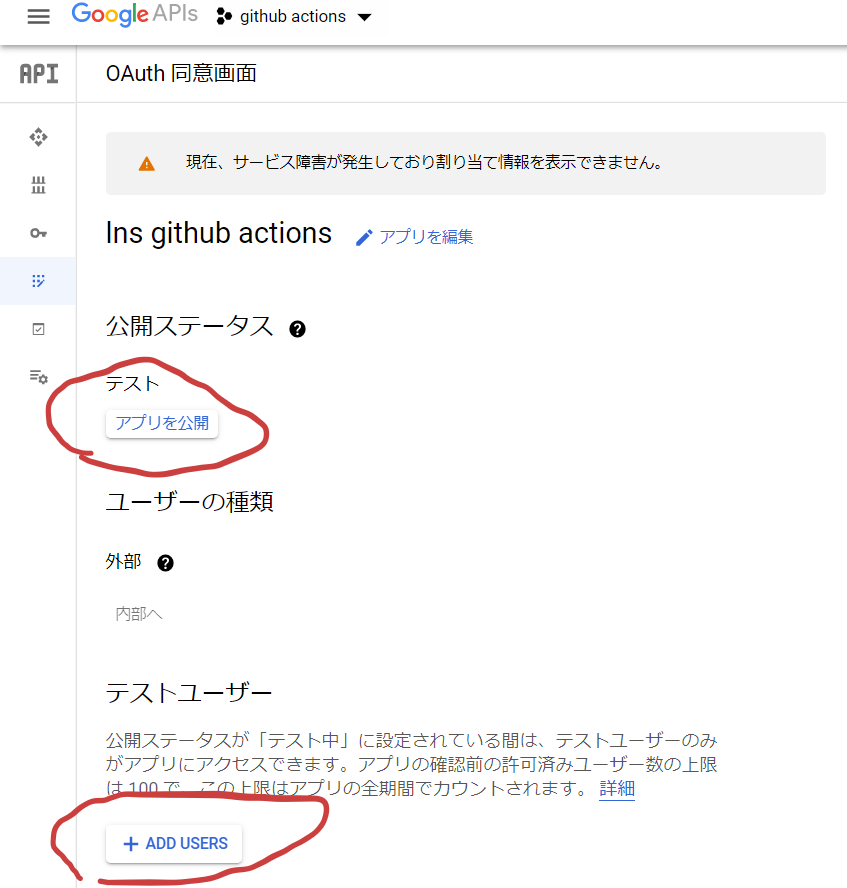 Google APIs github actions
API OAuth 同意画面
現在、サービス障害が発生しており割り当て情報を表示できません。
Ins github actions アプリを編集
公開ステータス
テスト
アプリを公開
ユーザーの種類
外部
内部へ
テストユーザー
公開ステータスが「テスト中」に設定されている間は、テストユーザーのみ
がアプリにアクセスできます。アプリの確認前の許可済みユーザー数の上限
は 100 で、この上限はアプリの全期間でカウントされます。 詳細
+ ADD USERS